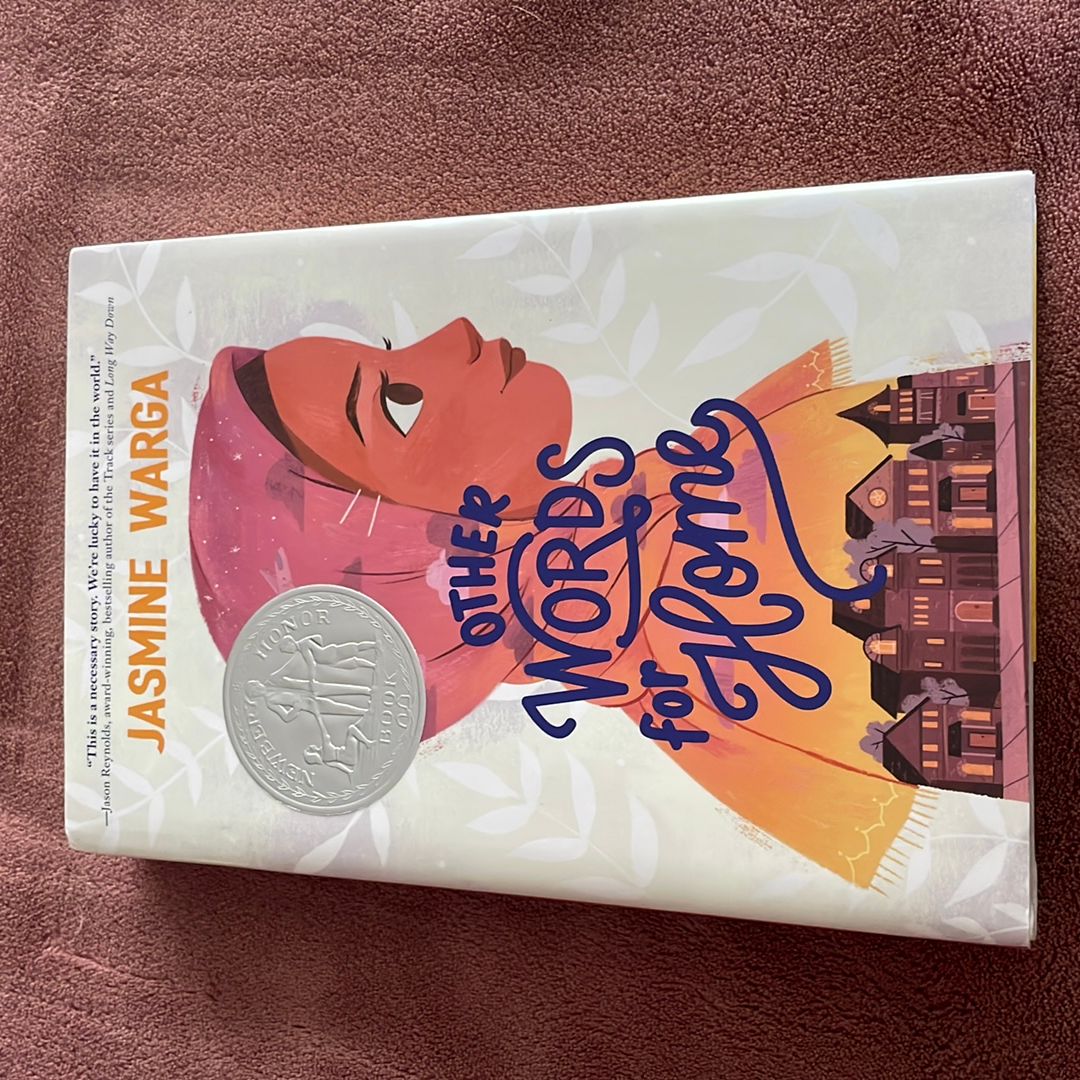 “This is a necessary story. We’re lucky to have it in the world.”
—Jason Reynolds, award-winning, bestselling author of the Track series and Long Way Down
JASMINE WARGA
NEWBERY HONOR BOOK
OTHER
WORDS
FOR
Home